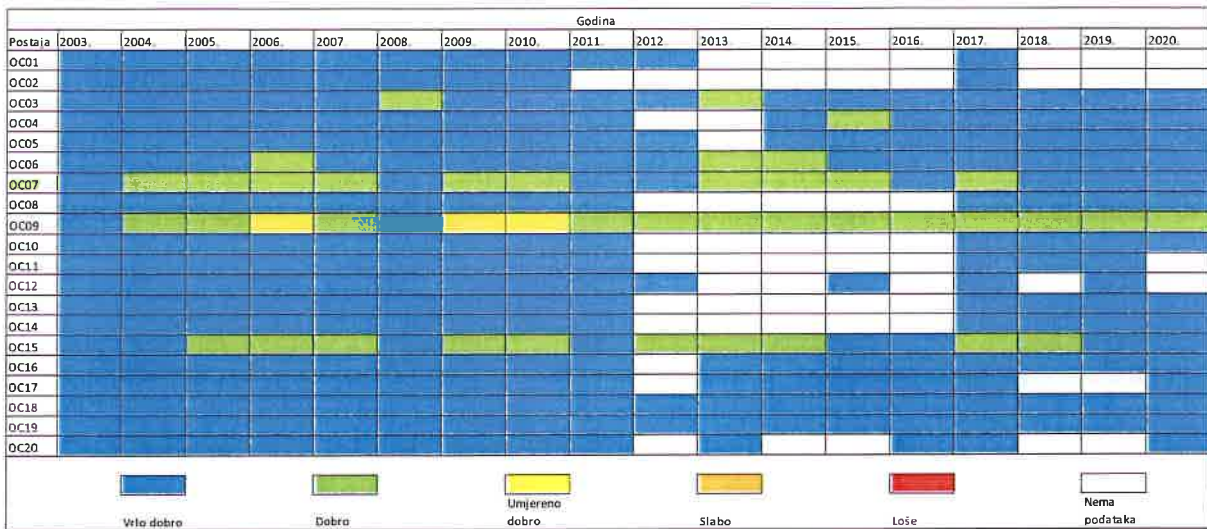 Godina
Postaja 2003. 2004. 2005. 2006. 2007 2008. 2009. 2010. 2011. 2012. 2013. 2014. 2015. 2016. 2017. 2018. 2019. 2020.
OC01
OC02
OC03
OC04
OC05
OC06
OC07
OC08
OC09
OC10
OC11
OC12
OC13
OC14
OC15
OC16
OC17
OC18
OC19
OC20
Vrlo dobro
Dobro
Umjereno
dobro
Slabo
Loše
Nema
podataka